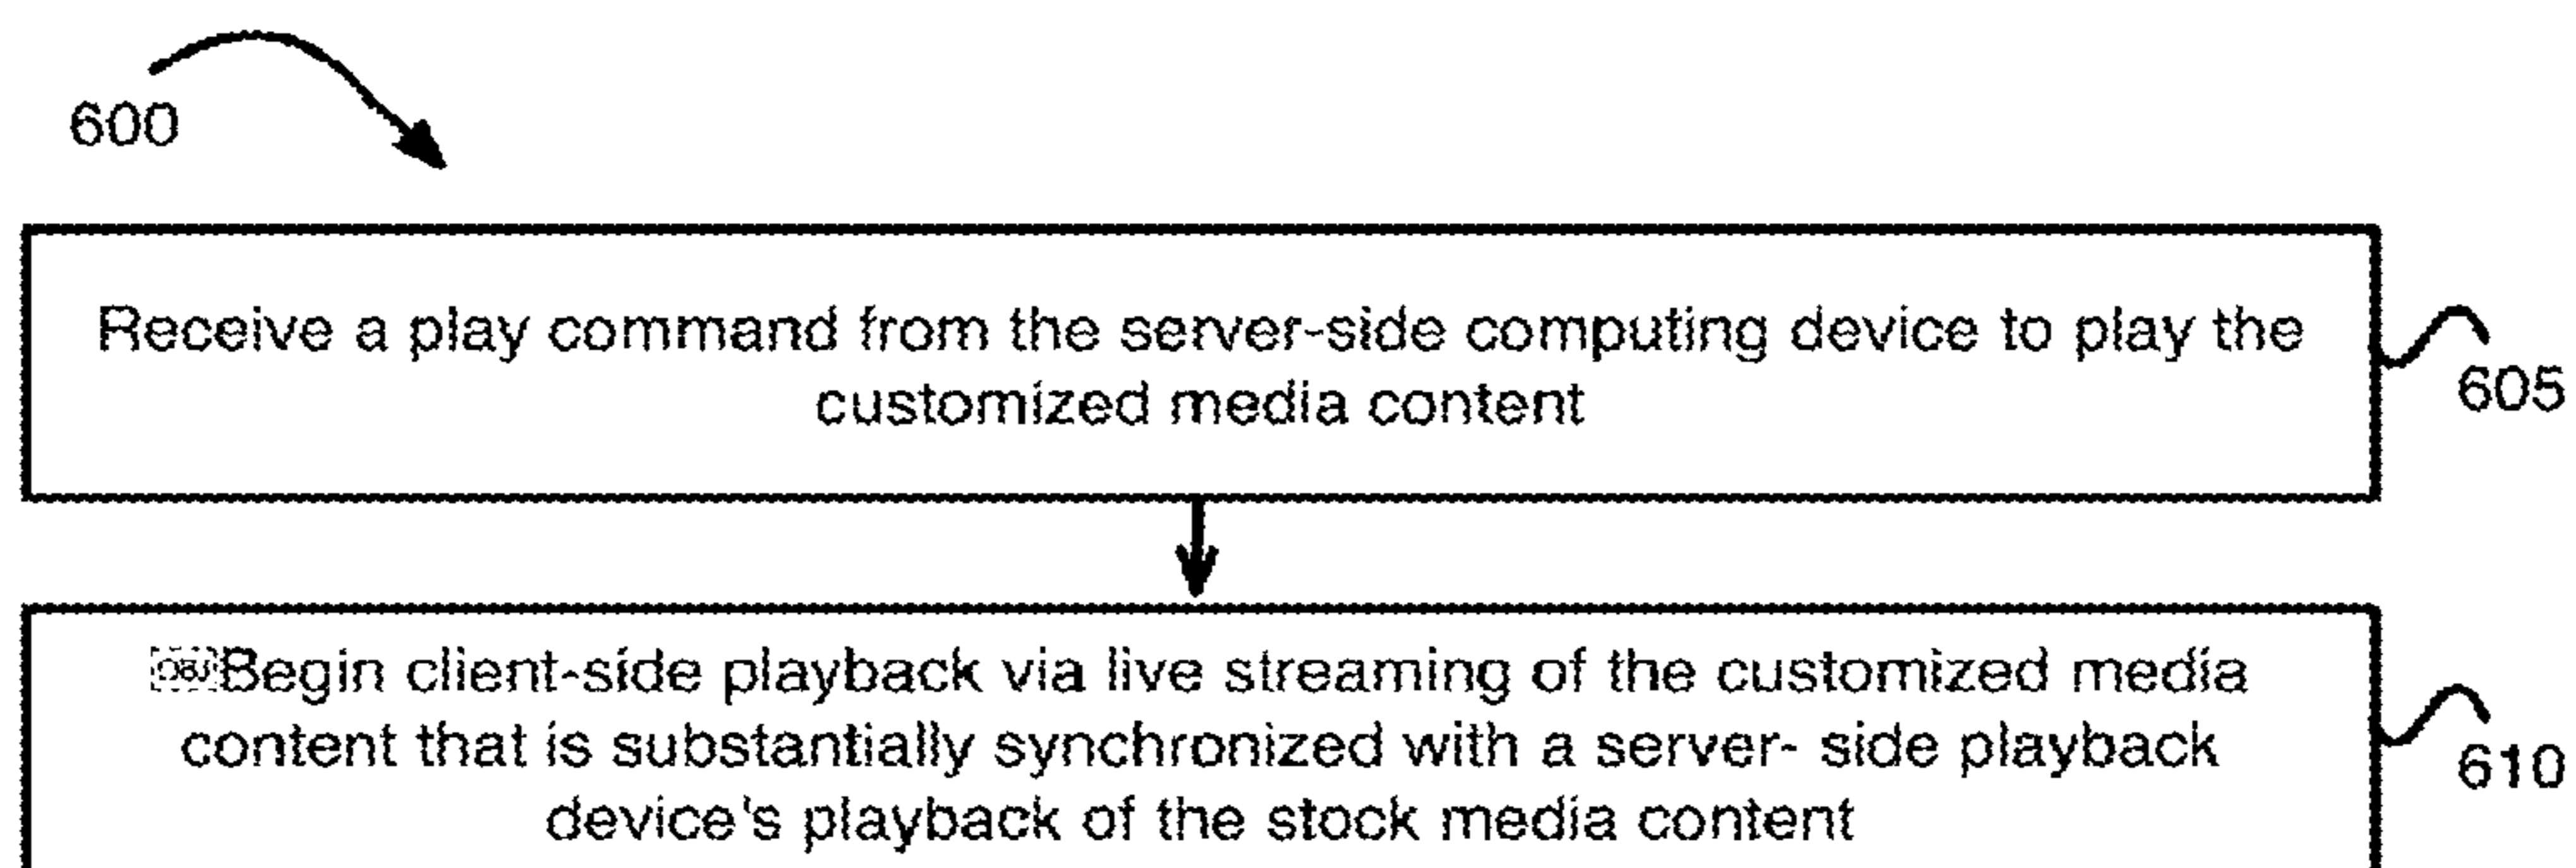 600
Receive a play command from the server-side computing device to play the
customized media content
605
OBJ Begin client-side playback via live streaming of the customized media
content that is substantially synchronized with a server- side playback
device's playback of the stock media content
610